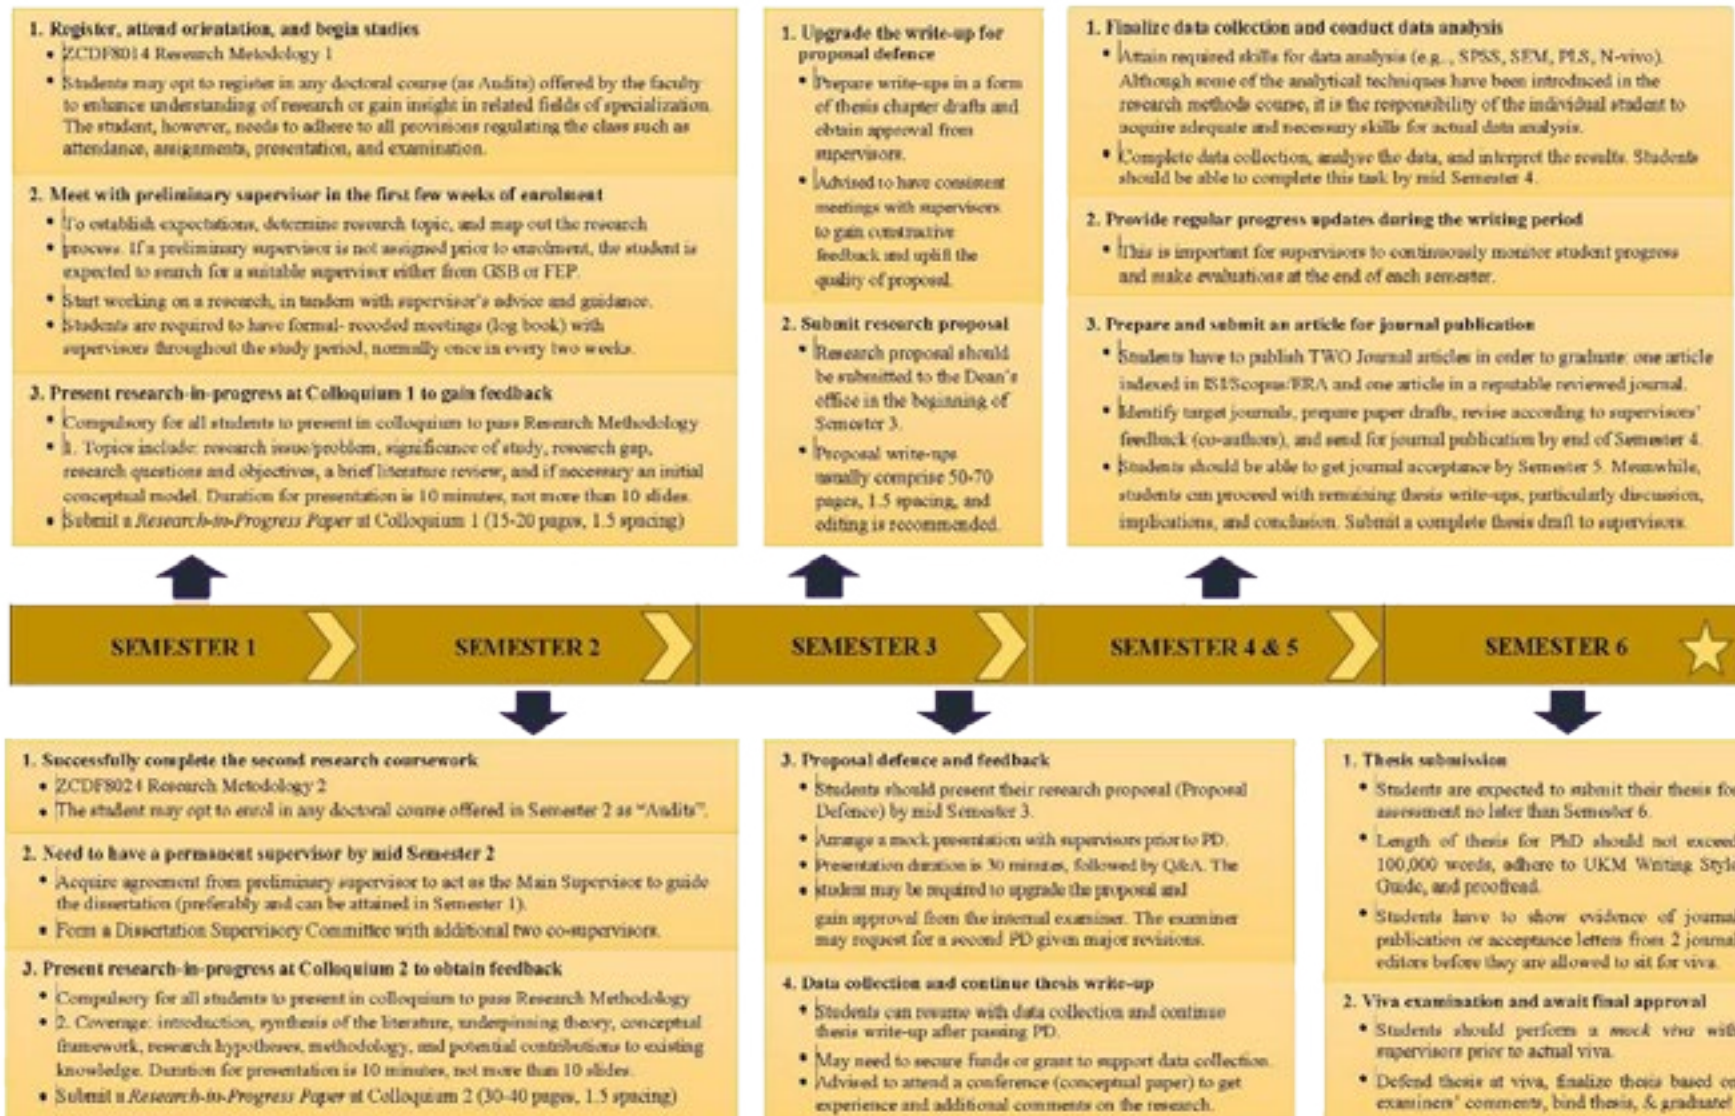 1. Register, attend orientation, and begin studies
• ZCDF8014 Research Metodology 1
• Students may opt to register in any doctoral course (as Audits) offered by the faculty
to enhance understanding of research or gain insight in related fields of specialization.
The student, however, needs to adhere to all provisions regulating the class such as
attendance, assignments, presentation, and examination.
2. Meet with preliminary supervisor in the first few weeks of enrolment
• To establish expectations, determine research topic, and map out the research
• process. If a preliminary supervisor is not assigned prior to enrolment, the student is
expected to search for a suitable supervisor either from GSB or FEP.
• Start working on a research, in tandem with supervisor's advice and guidance.
• Students are required to have formal- recoded meetings (log book) with
supervisors throughout the study period, normally once in every two weeks.
3. Present research-in-progress at Colloquium 1 to gain feedback
• Compulsory for all students to present in colloquium to pass Research Methodology
• 1. Topics include: research issue/problem, significance of study, research gap,
research questions and objectives, a brief literature review, and if necessary an initial
conceptual model. Duration for presentation is 10 minutes, not more than 10 slides.
• Submit a Research-in-Progress Paper at Colloquium 1 (15-20 pages, 1.5 spacing)
1. Upgrade the write-up for
proposal defence
• Prepare write-ups in a form
of thesis chapter drafts and
obtain approval from
supervisors.
• Advised to have consistent
meetings with supervisors
to gain constructive
feedback and uplift the
quality of proposal.
2. Submit research proposal
• Research proposal should
be submitted to the Dean's
office in the beginning of
Semester 3.
• Proposal write-ups
usually comprise 50-70
pages, 1.5 spacing, and
editing is recommended.
1. Finalize data collection and conduct data analysis
• Attain required skills for data analysis (e.g., , SPSS, SEM, PLS, N-vivo).
Although some of the analytical techniques have been introduced in the
research methods course, it is the responsibility of the individual student to
acquire adequate and necessary skills for actual data analysis.
• Complete data collection, analyse the data, and interpret the results. Students
should be able to complete this task by mid Semester 4.
2. Provide regular progress updates during the writing period
• This is important for supervisors to continuously monitor student progress
and make evaluations at the end of each semester.
3. Prepare and submit an article for journal publication
• Students have to publish TWO Journal articles in order to graduate: one article
indexed in ISI/Scopus/ERA and one article in a reputable reviewed journal.
• Identify target journals, prepare paper drafts, revise according to supervisors'
feedback (co-authors), and send for journal publication by end of Semester 4.
• Students should be able to get journal acceptance by Semester 5. Meanwhile,
students can proceed with remaining thesis write-ups, particularly discussion,
implications, and conclusion. Submit a complete thesis draft to supervisors.
SEMESTER 1
SEMESTER 2
SEMESTER 3
SEMESTER 4 & 5
SEMESTER 6
1. Successfully complete the second research coursework
• ZCDF8024 Research Metodology 2
• The student may opt to enrol in any doctoral course offered in Semester 2 as "Audits".
2. Need to have a permanent supervisor by mid Semester 2
• Acquire agreement from preliminary supervisor to act as the Main Supervisor to guide
the dissertation (preferably and can be attained in Semester 1).
• Form a Dissertation Supervisory Committee with additional two co-supervisors.
3. Present research-in-progress at Colloquium 2 to obtain feedback
• Compulsory for all students to present in colloquium to pass Research Methodology
• 2. Coverage: introduction, synthesis of the literature, underpinning theory, conceptual
framework, research hypotheses, methodology, and potential contributions to existing
knowledge. Duration for presentation is 10 minutes, not more than 10 slides.
• Submit a Research-in-Progress Paper at Colloquium 2 (30-40 pages, 1.5 spacing)
3. Proposal defence and feedback
• Students should present their research proposal (Proposal
Defence) by mid Semester 3.
• Arrange a mock presentation with supervisors prior to PD.
• Presentation duration is 30 minutes, followed by Q&A. The
• student may be required to upgrade the proposal and
gain approval from the internal examiner. The examiner
may request for a second PD given major revisions.
4. Data collection and continue thesis write-up
• Students can resume with data collection and continue
thesis write-up after passing PD.
• May need to secure funds or grant to support data collection.
• Advised to attend a conference (conceptual paper) to get
experience and additional comments on the research.
1. Thesis submission
• Students are expected to submit their thesis for
assessment no later than Semester 6.
• Length of thesis for PhD should not exceed
100,000 words, adhere to UKM Writing Style
Guide, and proofread.
• Students have to show evidence of journal
publication or acceptance letters from 2 journal
editors before they are allowed to sit for viva.
2. Viva examination and await final approval
• Students should perform a mock viva with
supervisors prior to actual viva.
• Defend thesis at viva, finalize thesis based on
examiners' comments, bind thesis, & graduate!